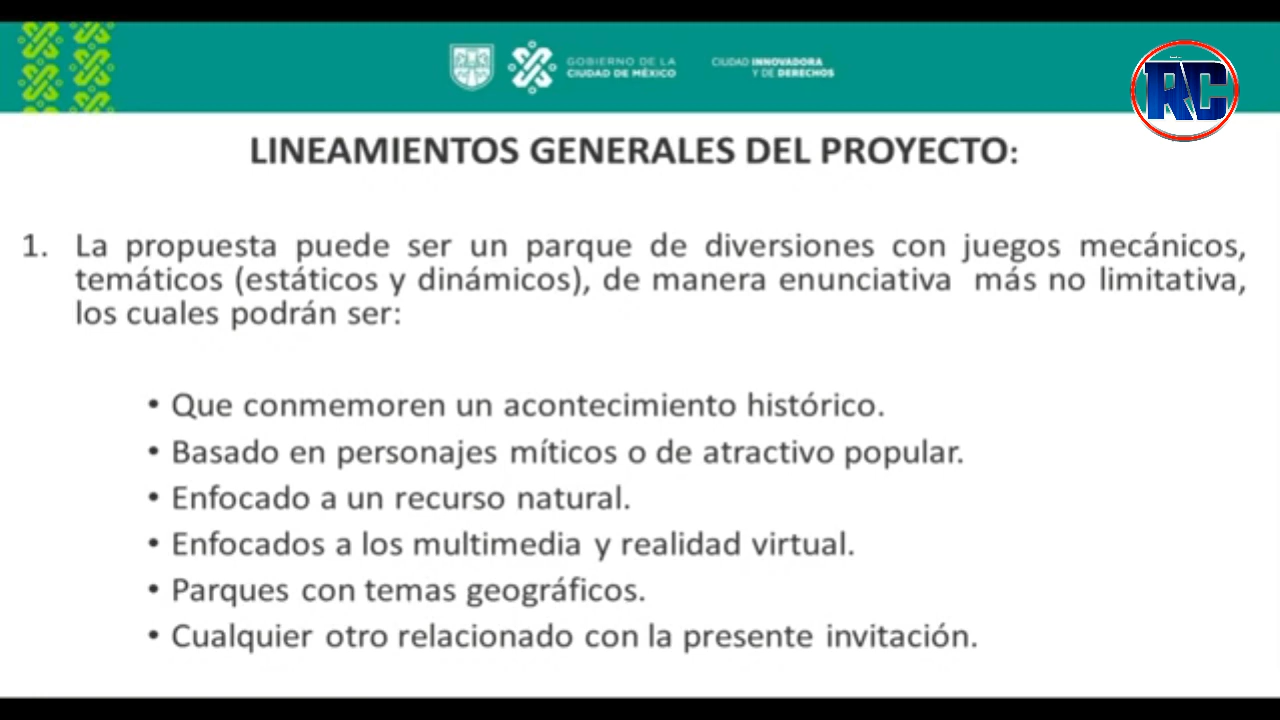 GOBIERNO DE LA
CIUDAD DE MÉXICO
CIUDAD INNOVADORA
Y DE DERECHOS
RC
LINEAMIENTOS GENERALES DEL PROYECTO:
1. La propuesta puede ser un parque de diversiones con juegos mecánicos,
temáticos (estáticos y dinámicos), de manera enunciativa más no limitativa,
los cuales podrán ser:
• Que conmemoren un acontecimiento histórico.
• Basado en personajes míticos o de atractivo popular.
• Enfocado a un recurso natural.
• Enfocados a los multimedia y realidad virtual.
• Parques con temas geográficos.
• Cualquier otro relacionado con la presente invitación.